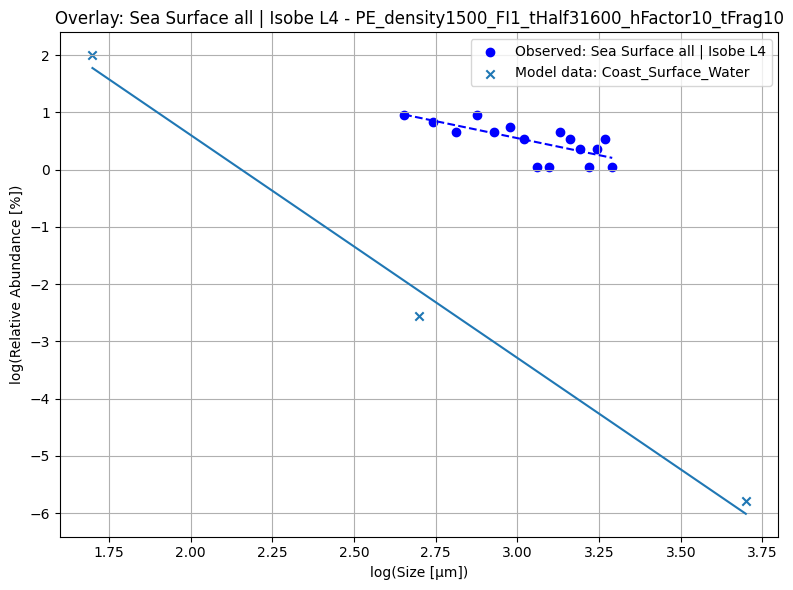 Overlay: Sea Surface all | Isobe L4 - PE_density1500_FI1_tHalf31600_hFactor10_tFrag10
Observed: Sea Surface all | Isobe L4
Model data: Coast_Surface_Water
log(Relative Abundance [%])
2
1
0
−1
−2
−3
−4
−5
−6
1.75 2.00 2.25 2.50 2.75 3.00 3.25 3.50 3.75
log(Size [μm])